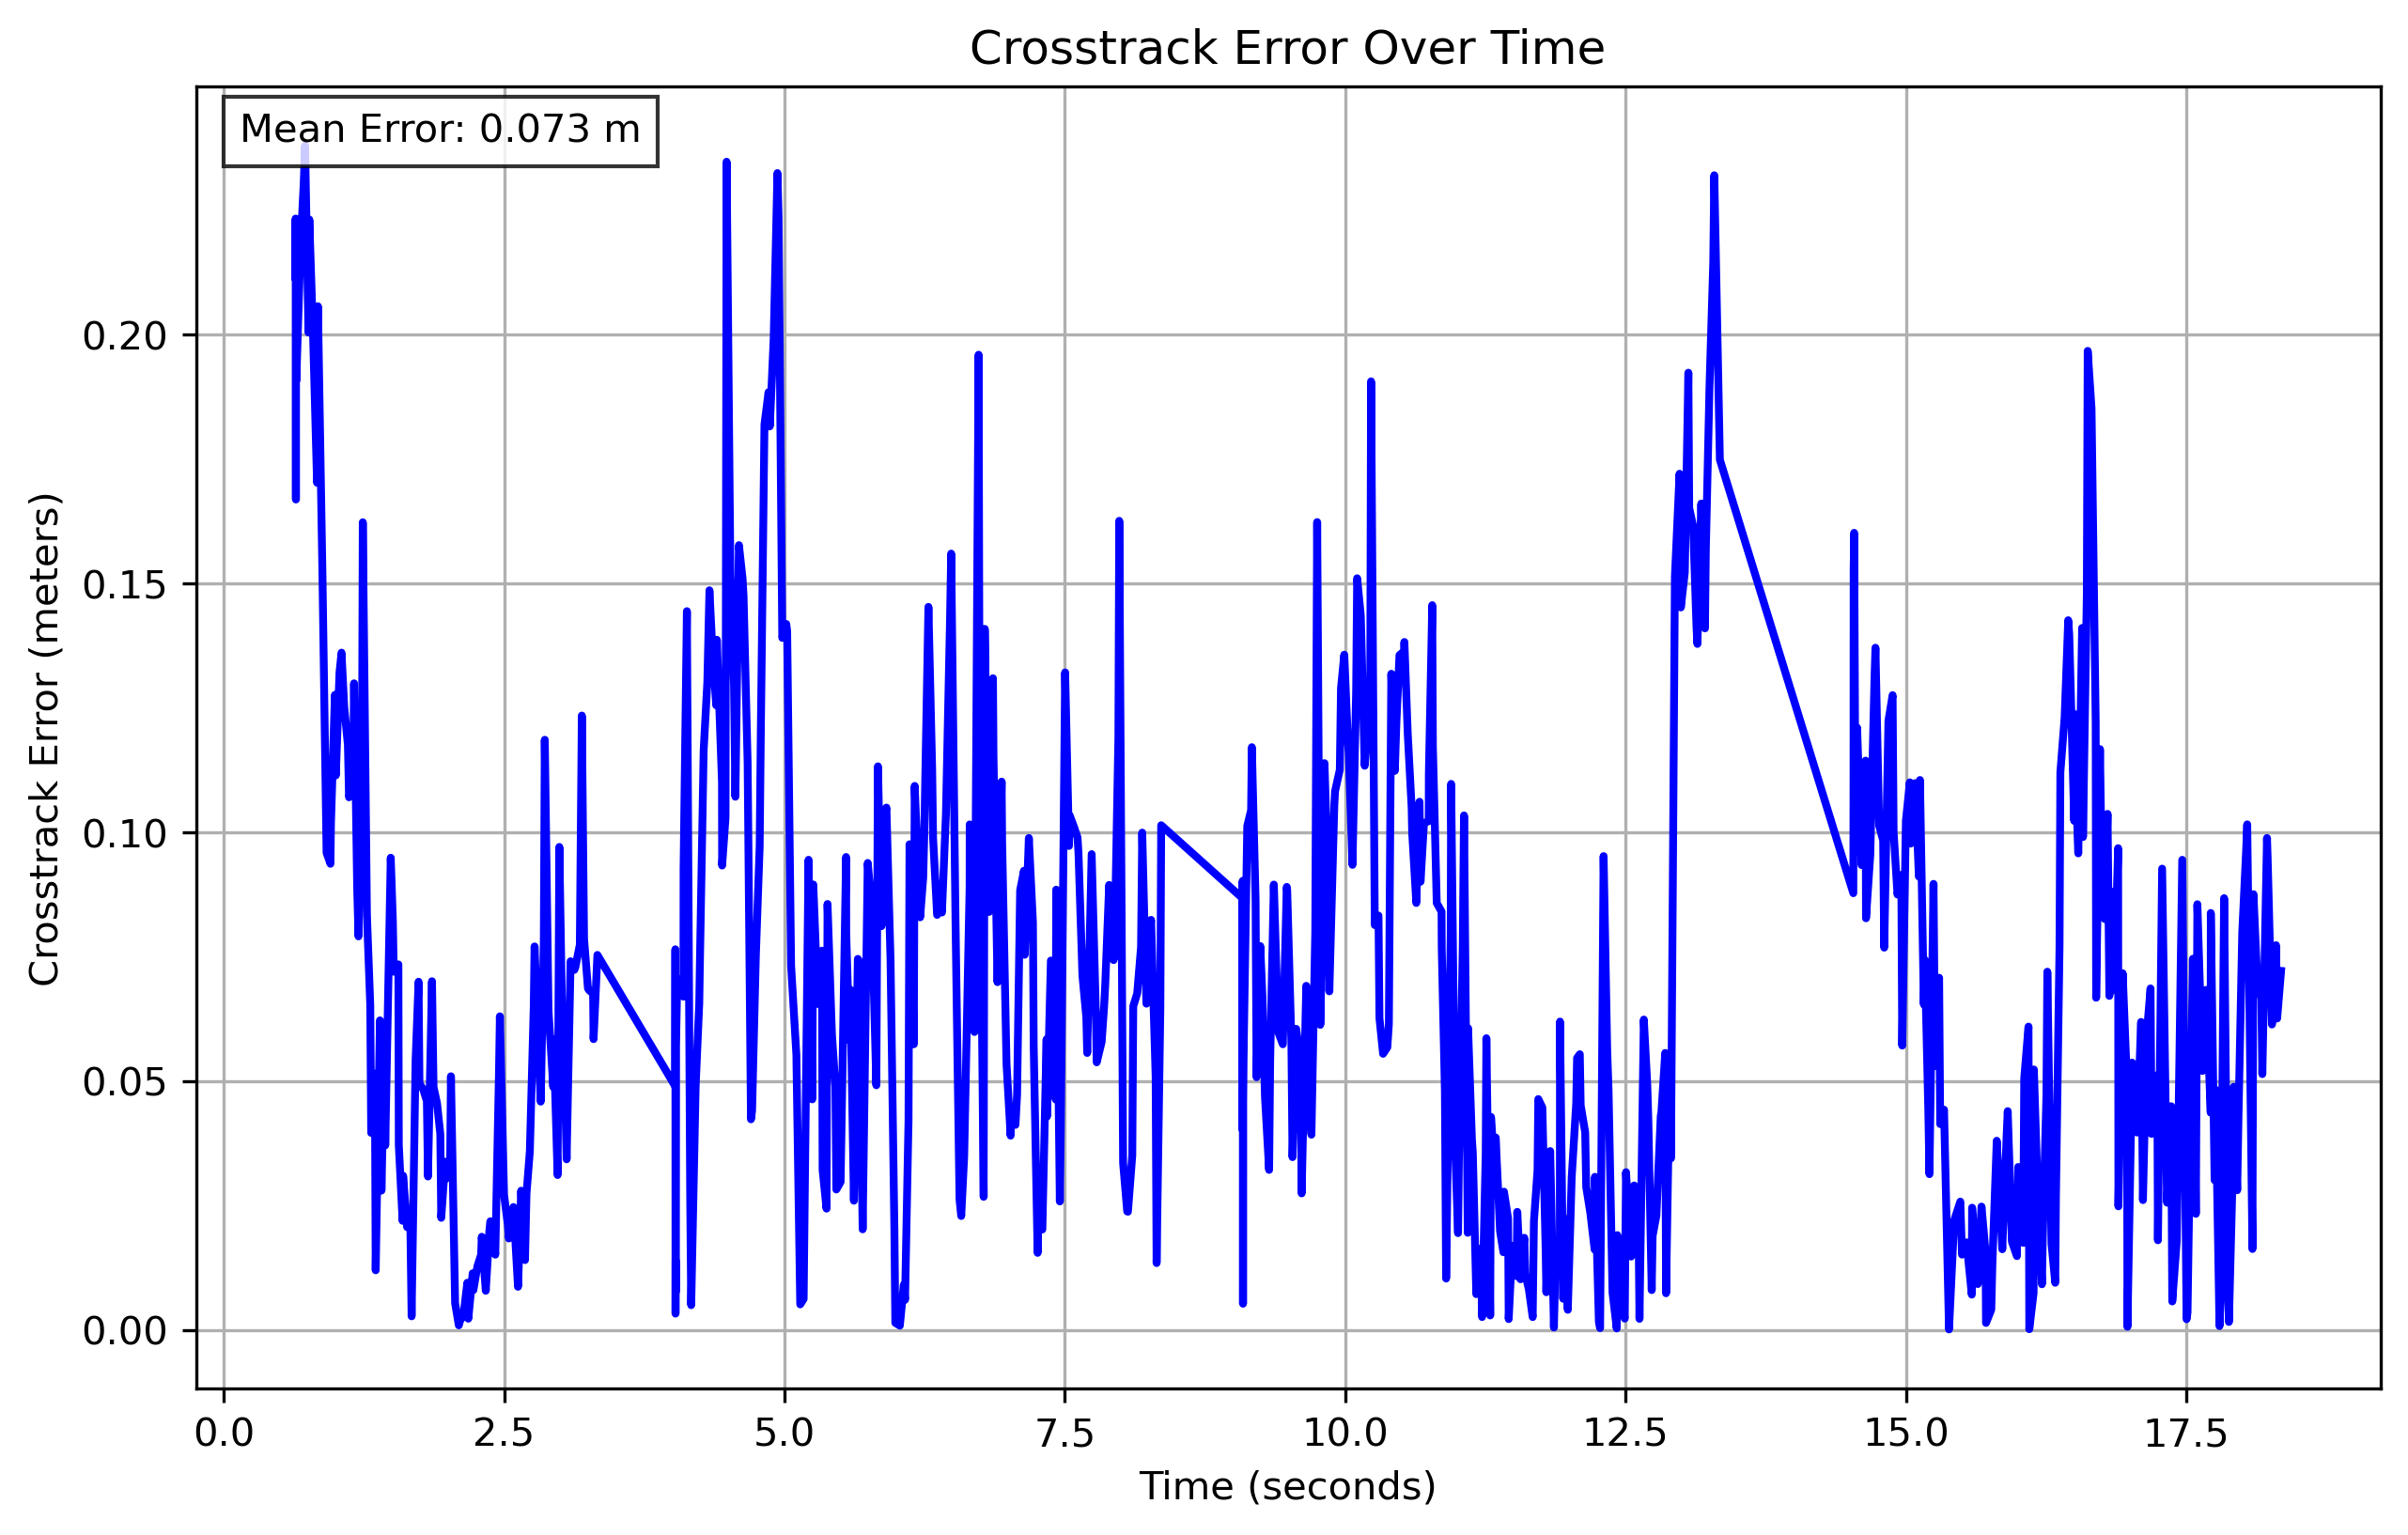 Crosstrack Error Over Time
Mean Error: 0.073 m
Crosstrack Error (meters)
0.20
0.15
0.10
0.05
0.00
0.0 2.5 5.0 7.5 10.0 12.5 15.0 17.5
Time (seconds)